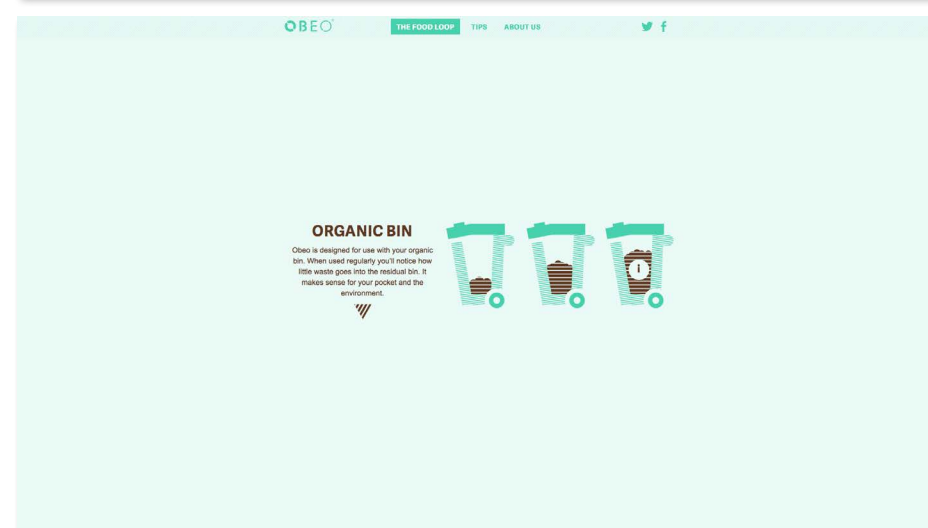 OBEO
THE FOOD LOOP
TIPS
ABOUT US
ORGANIC BIN
Obeo is designed for use with your organic
bin. When used regularly you'll notice how
little waste goes into the residual bin. It
makes sense for your pocket and the
environment.
i